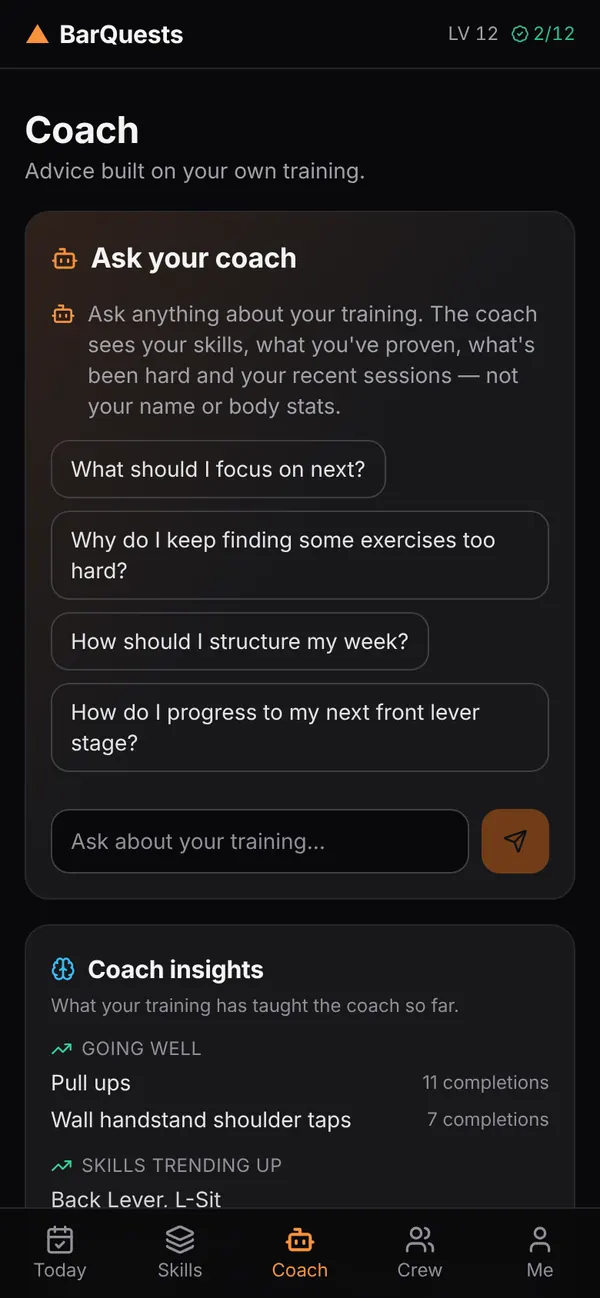 BarQuests
LV 12
2/12
Coach
Advice built on your own training.
Ask your coach
Ask anything about your training. The coach
sees your skills, what you've proven, what's
been hard and your recent sessions — not
your name or body stats.
What should I focus on next?
Why do I keep finding some exercises too
hard?
How should I structure my week?
How do I progress to my next front lever
stage?
Ask about your training...
Coach insights
What your training has taught the coach so far.
GOING WELL
Pull ups
11 completions
Wall handstand shoulder taps
7 completions
SKILLS TRENDING UP
Back Lever, L-Sit
Today
Skills
Coach
Crew
Me